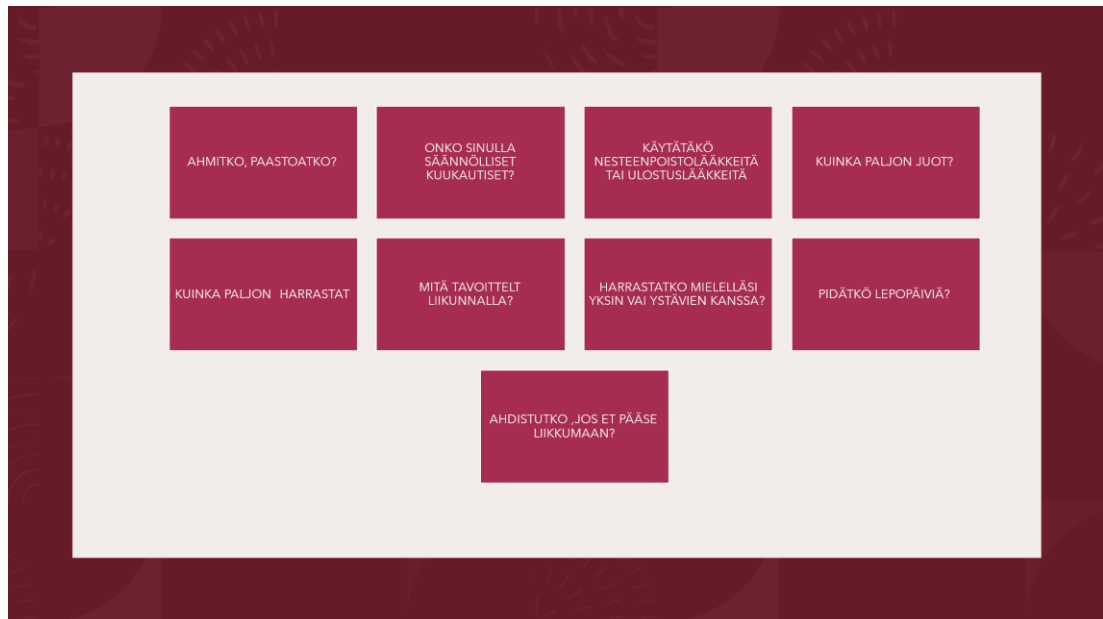 AHMITKO, PAASTOATKO?
ONKO SINULLA
SÄÄNNÖLLISET
KUUKAUTISET?
KÄYTÄTÄKÖ
NESTEENPOISTOLÄÄKKEITÄ
TAI ULOSTUSLÄÄKKEITÄ
KUINKA PALJON JUOT?
KUINKA PALJON HARRASTAT
MITÄ TAVOITTELT
LIIKUNNALLA?
HARRASTATKO MIELELLÄSI
YKSIN VAI YSTÄVIEN KANSSA?
PIDÄTKÖ LEPOPÄIVIÄ?
AHDISTUTKO ,JOS ET PÄÄSE
LIIKKUMAAN?